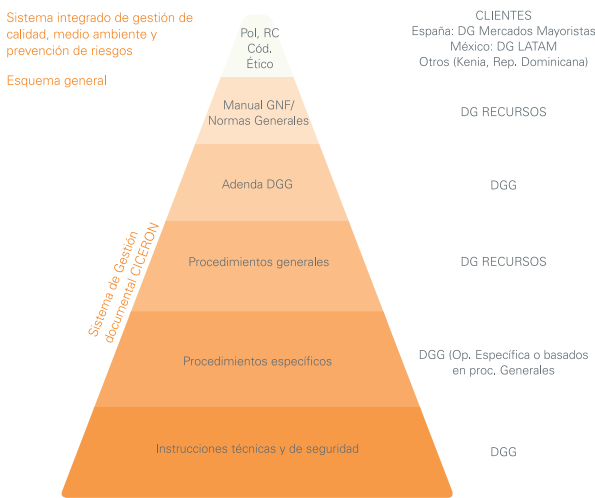 Sistema integrado de gestión de
calidad, medio ambiente y
prevención de riesgos
Esquema general
CLIENTES
España: DG Mercados Mayoristas
México: DG LATAM
Otros (Kenia, Rep. Dominicana)
Pol, RC
Cód.
Ético
Manual GNF/
Normas Generales
DG RECURSOS
Adenda DGG
DGG
Sistema de Gestión
documental CICERON
Procedimientos generales
DG RECURSOS
Procedimientos específicos
DGG (Op. Específica o basados
en proc. Generales
Instrucciones técnicas y de seguridad
DGG